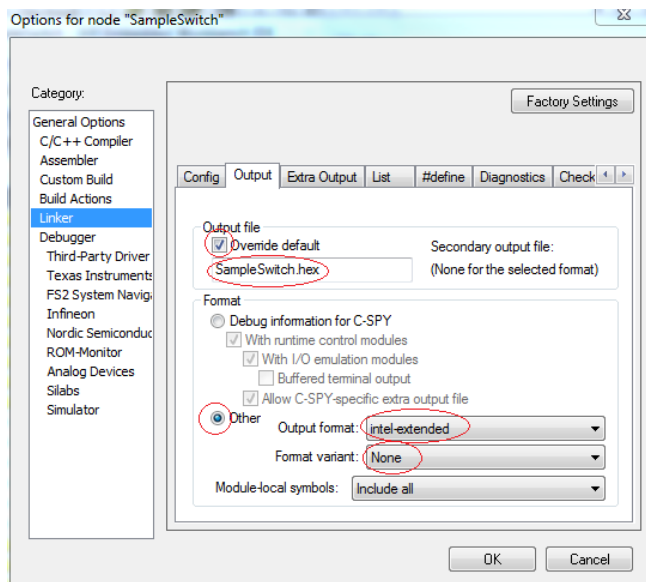 Options for node "SampleSwitch"
Category:
Factory Settings
General Options
C/C++ Compiler
Assembler
Custom Build
Build Actions
Linker
Debugger
Third-Party Driver
Texas Instruments
FS2 System Naviga
Infineon
Nordic Semiconduc
ROM-Monitor
Analog Devices
Silabs
Simulator
Config Output Extra Output List #define Diagnostics Check
Output file
Override default
Secondary output file:
SampleSwitch.hex
(None for the selected format)
Format
Debug information for C-SPY
With runtime control modules
With I/O emulation modules
Buffered terminal output
Allow C-SPY-specific extra output file
Other
Output format: intel-extended
Format variant: None
Module-local symbols: Include all
OK Cancel